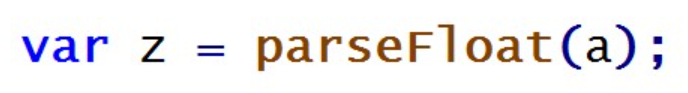 var z = parseFloat(a);